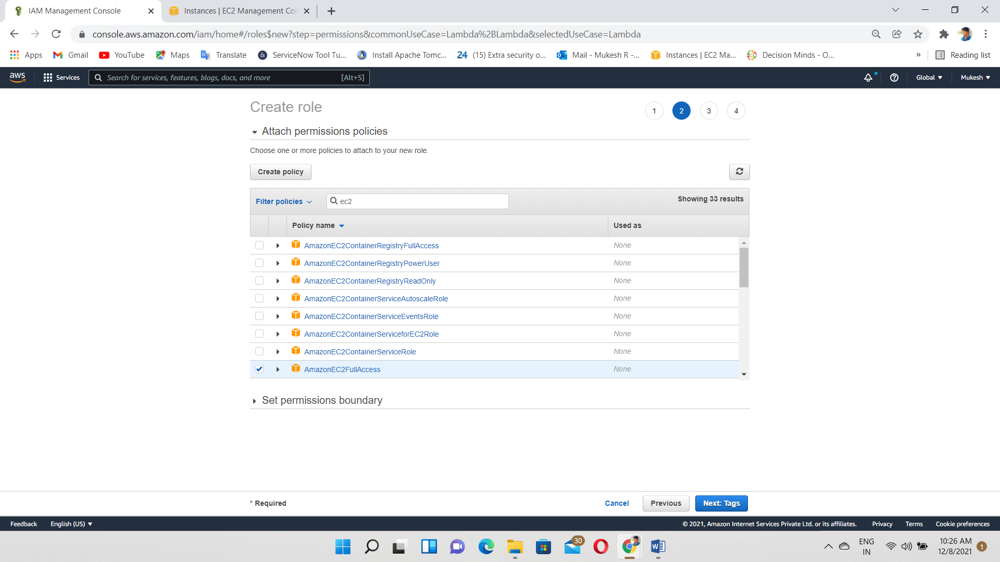 IAM Management Console
Instances | EC2 Management Con
console.aws.amazon.com/iam/home#/roles$new?step=permissions&commonUseCase=Lambda%2BLambda&selectedUseCase=Lambda
Apps
Gmail
YouTube
Maps
Translate
ServiceNow Tool Tu...
Install Apache Tomc...
24
(15) Extra security o...
Mail - Mukesh R -...
Instances | EC2 Ma...
Decision Minds - O...
»
Reading list
aws
Services
Search for services, features, blogs, docs, and more
[Alt+S]
Global
Mukesh
Create role
1
2
3
4
Attach permissions policies
Choose one or more policies to attach to your new role.
Create policy
Filter policies
ec2
Showing 33 results
Policy name
Used as
AmazonEC2ContainerRegistryFullAccess None
AmazonEC2ContainerRegistryPowerUser None
AmazonEC2ContainerRegistryReadOnly None
AmazonEC2ContainerServiceAutoscaleRole None
AmazonEC2ContainerServiceEventsRole None
AmazonEC2ContainerServiceforEC2Role None
AmazonEC2ContainerServiceRole None
AmazonEC2FullAccess None
Set permissions boundary
* Required
Cancel
Previous
Next: Tags
Feedback
English (US)
© 2021, Amazon Internet Services Private Ltd. or its affiliates.
Privacy
Terms
Cookie preferences
30
ENG
IN
10:26 AM
12/8/2021
1